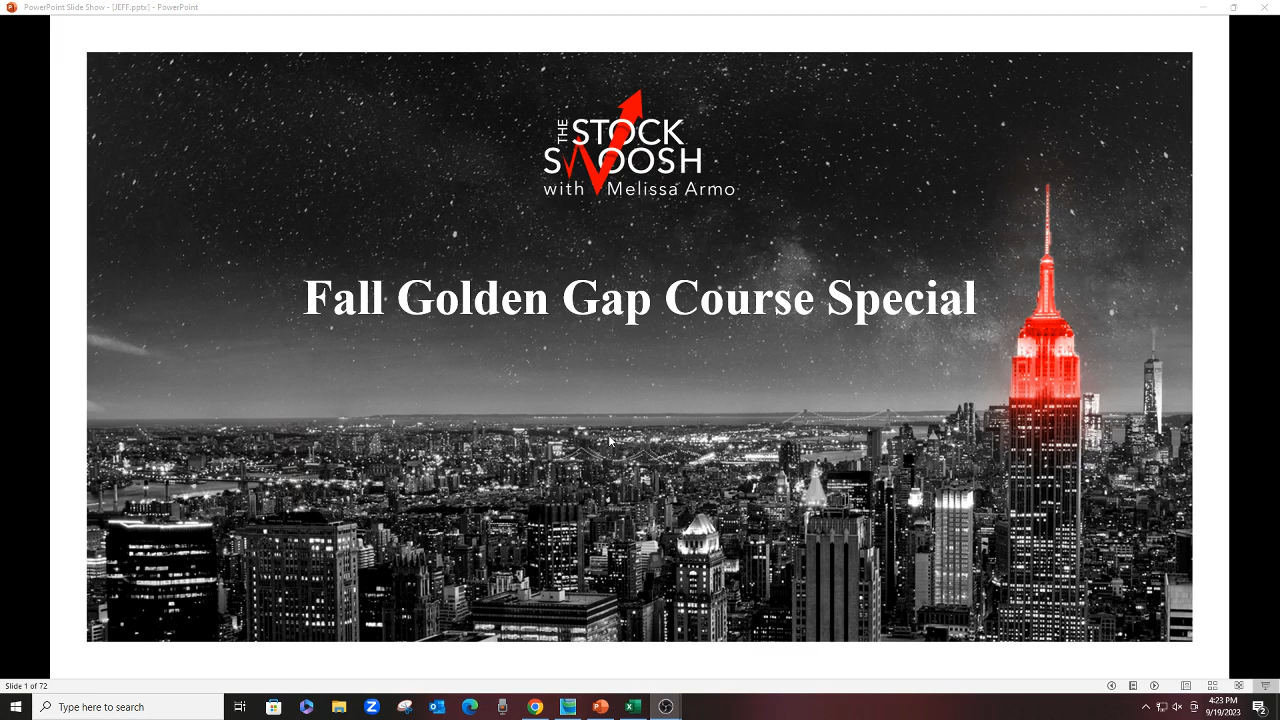 PowerPoint Slide Show - [JEFF.pptx] - PowerPoint
THE STOCK
SWOOSH
with Melissa Armo
Fall Golden Gap Course Special
Slide 1 of 72
Type here to search
4:23 PM
9/19/2023
2